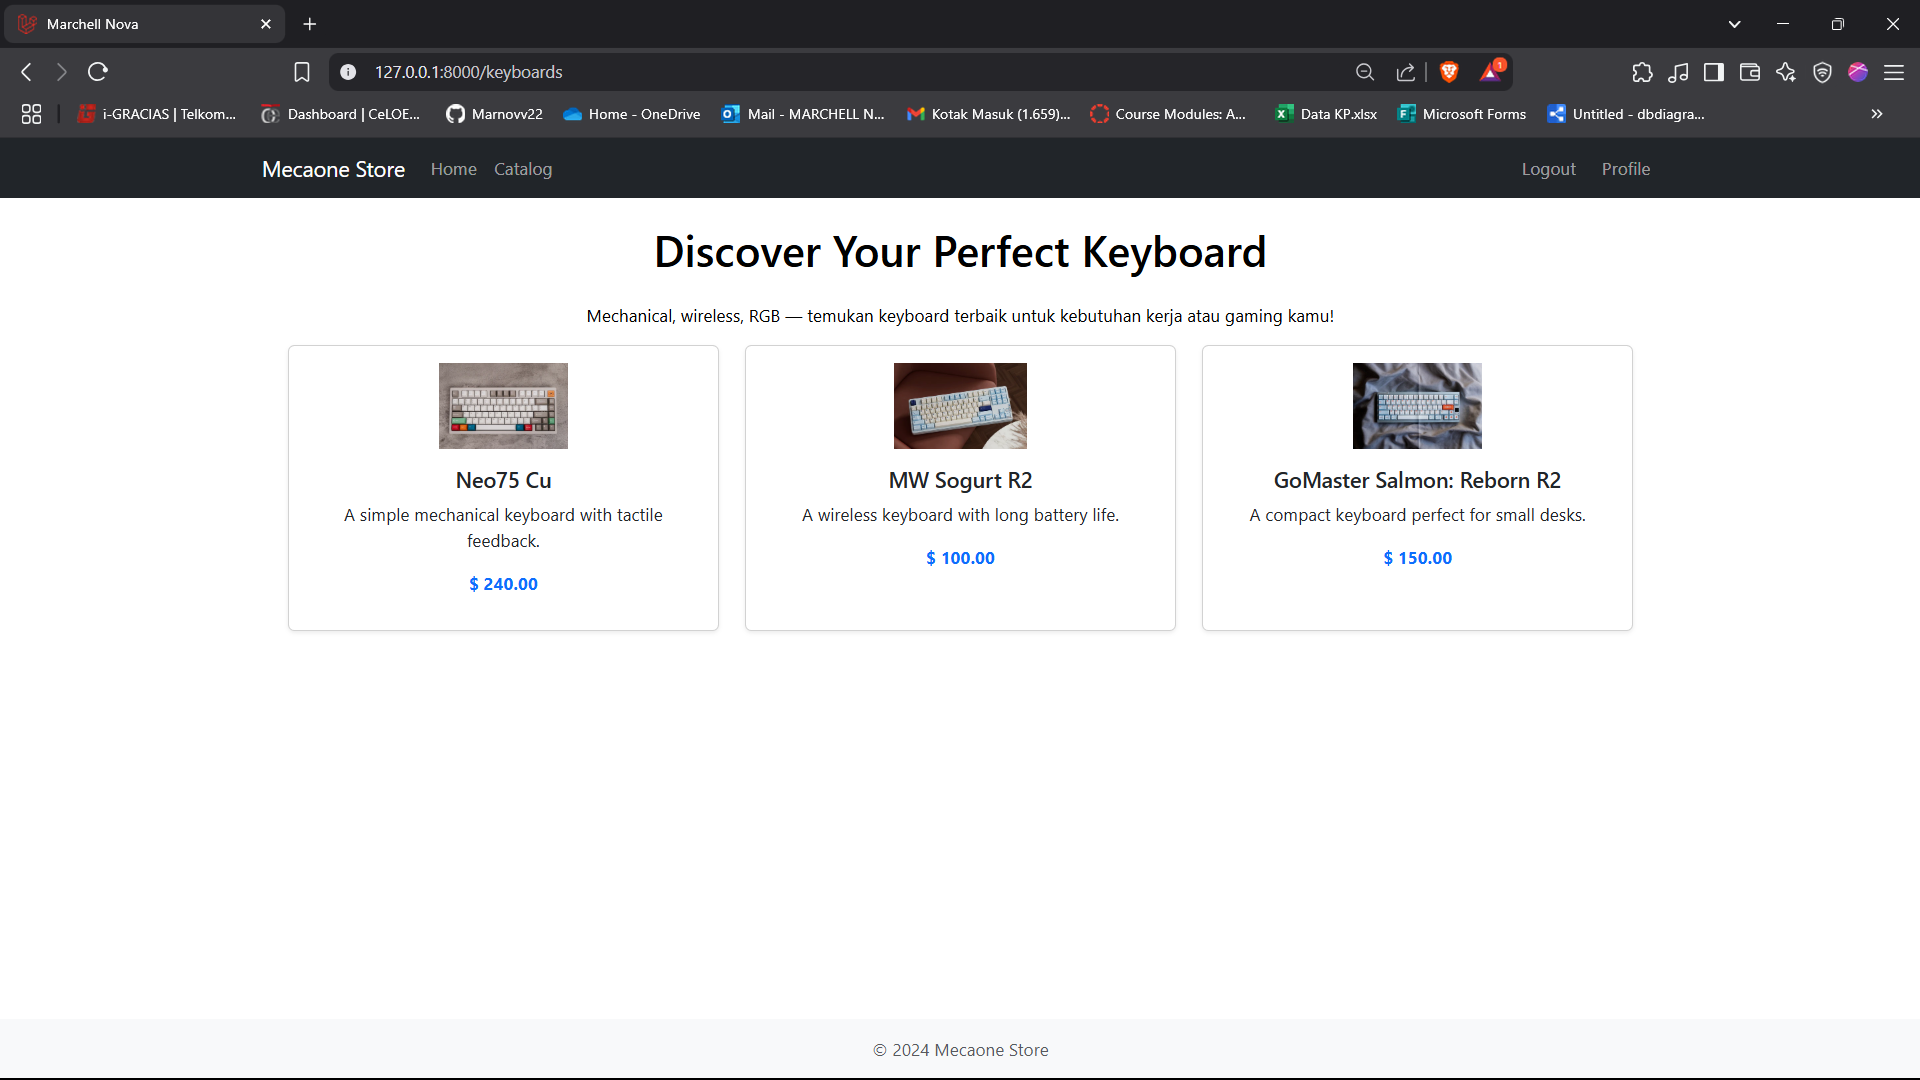 Marchell Nova
127.0.0.1:8000/keyboards
1
i-GRACIAS | Telkom...
Dashboard | CeLOE...
Marnovv22
Home - OneDrive
Mail - MARCHELL N...
Kotak Masuk (1.659)...
Course Modules: A...
Data KP.xlsx
Microsoft Forms
Untitled - dbdiagra...
Mecaone Store
Home
Catalog
Logout
Profile
Discover Your Perfect Keyboard
Mechanical, wireless, RGB — temukan keyboard terbaik untuk kebutuhan kerja atau gaming kamu!
Neo75 Cu
A simple mechanical keyboard with tactile
feedback.
$ 240.00
MW Sogurt R2
A wireless keyboard with long battery life.
$ 100.00
GoMaster Salmon: Reborn R2
A compact keyboard perfect for small desks.
$ 150.00
© 2024 Mecaone Store